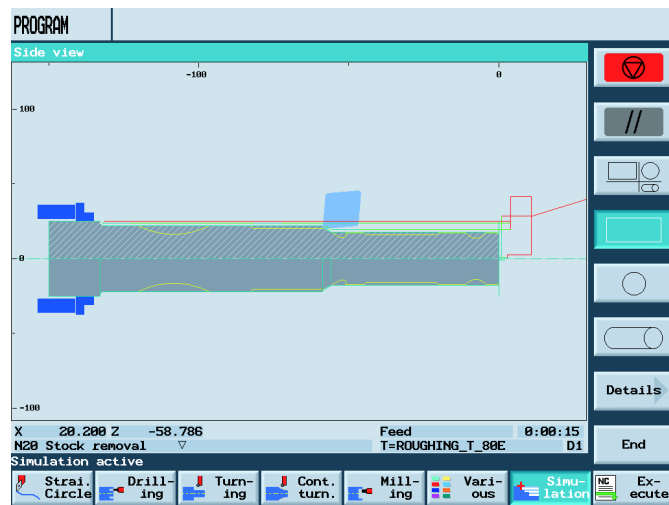 PROGRAM
Side view
-100
0
100
0
-100
X 20.200 Z -58.786 Feed 0:00:15
N20 Stock removal ▽ T=ROUGHING_T_80E D1
Simulation active
//
Details
End
Strai. Circle
Drill- ing
Turn- ing
Cont. turn.
Mill- ing
Vari- ous
Simu- lation
NC Ex- ecute